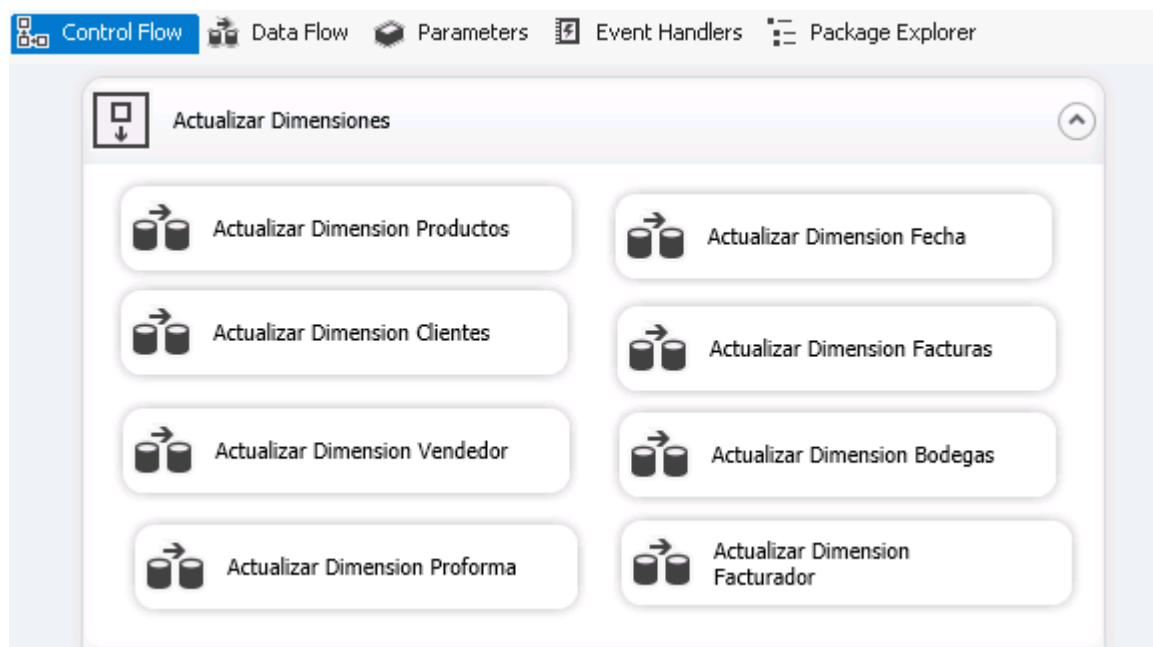 Control Flow
Data Flow
Parameters
Event Handlers
Package Explorer
Actualizar Dimensiones
Actualizar Dimension Productos
Actualizar Dimension Fecha
Actualizar Dimension Clientes
Actualizar Dimension Facturas
Actualizar Dimension Vendedor
Actualizar Dimension Bodegas
Actualizar Dimension Proforma
Actualizar Dimension
Facturador